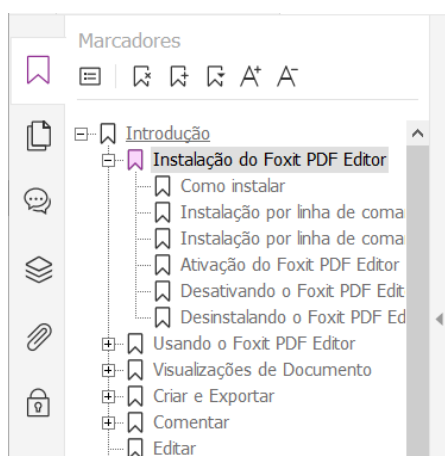 Marcadores
Introdução
Instalação do Foxit PDF Editor
Como instalar
Instalação por linha de coma
Instalação por linha de coma
Ativação do Foxit PDF Editor
Desativando o Foxit PDF Edit
Desinstalando o Foxit PDF Ed
Usando o Foxit PDF Editor
Visualizações de Documento
Criar e Exportar
Comentar
Editar